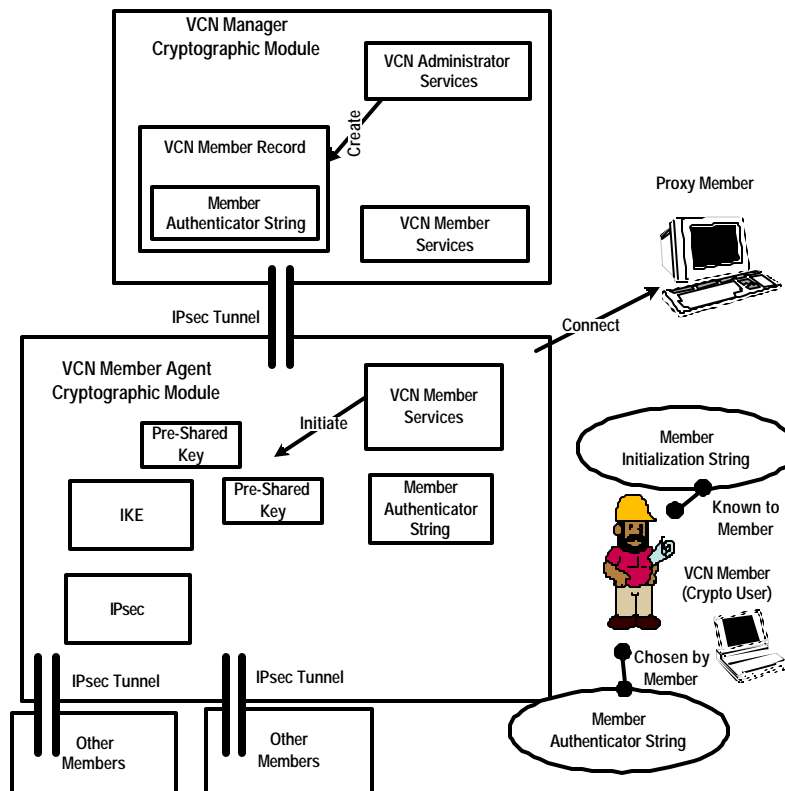 VCN Manager
Cryptographic Module
VCN Administrator
Services
Create
VCN Member Record
Member
Authenticator String
VCN Member
Services
Proxy Member
IPsec Tunnel
Connect
VCN Member Agent
Cryptographic Module
VCN Member
Services
Initiate
Pre-Shared
Key
Pre-Shared
Key
Member
Authenticator
String
IKE
IPsec
Member
Initialization String
Known to
Member
VCN Member
(Crypto User)
Chosen by
Member
Member
Authenticator String
IPsec Tunnel
IPsec Tunnel
Other
Members
Other
Members